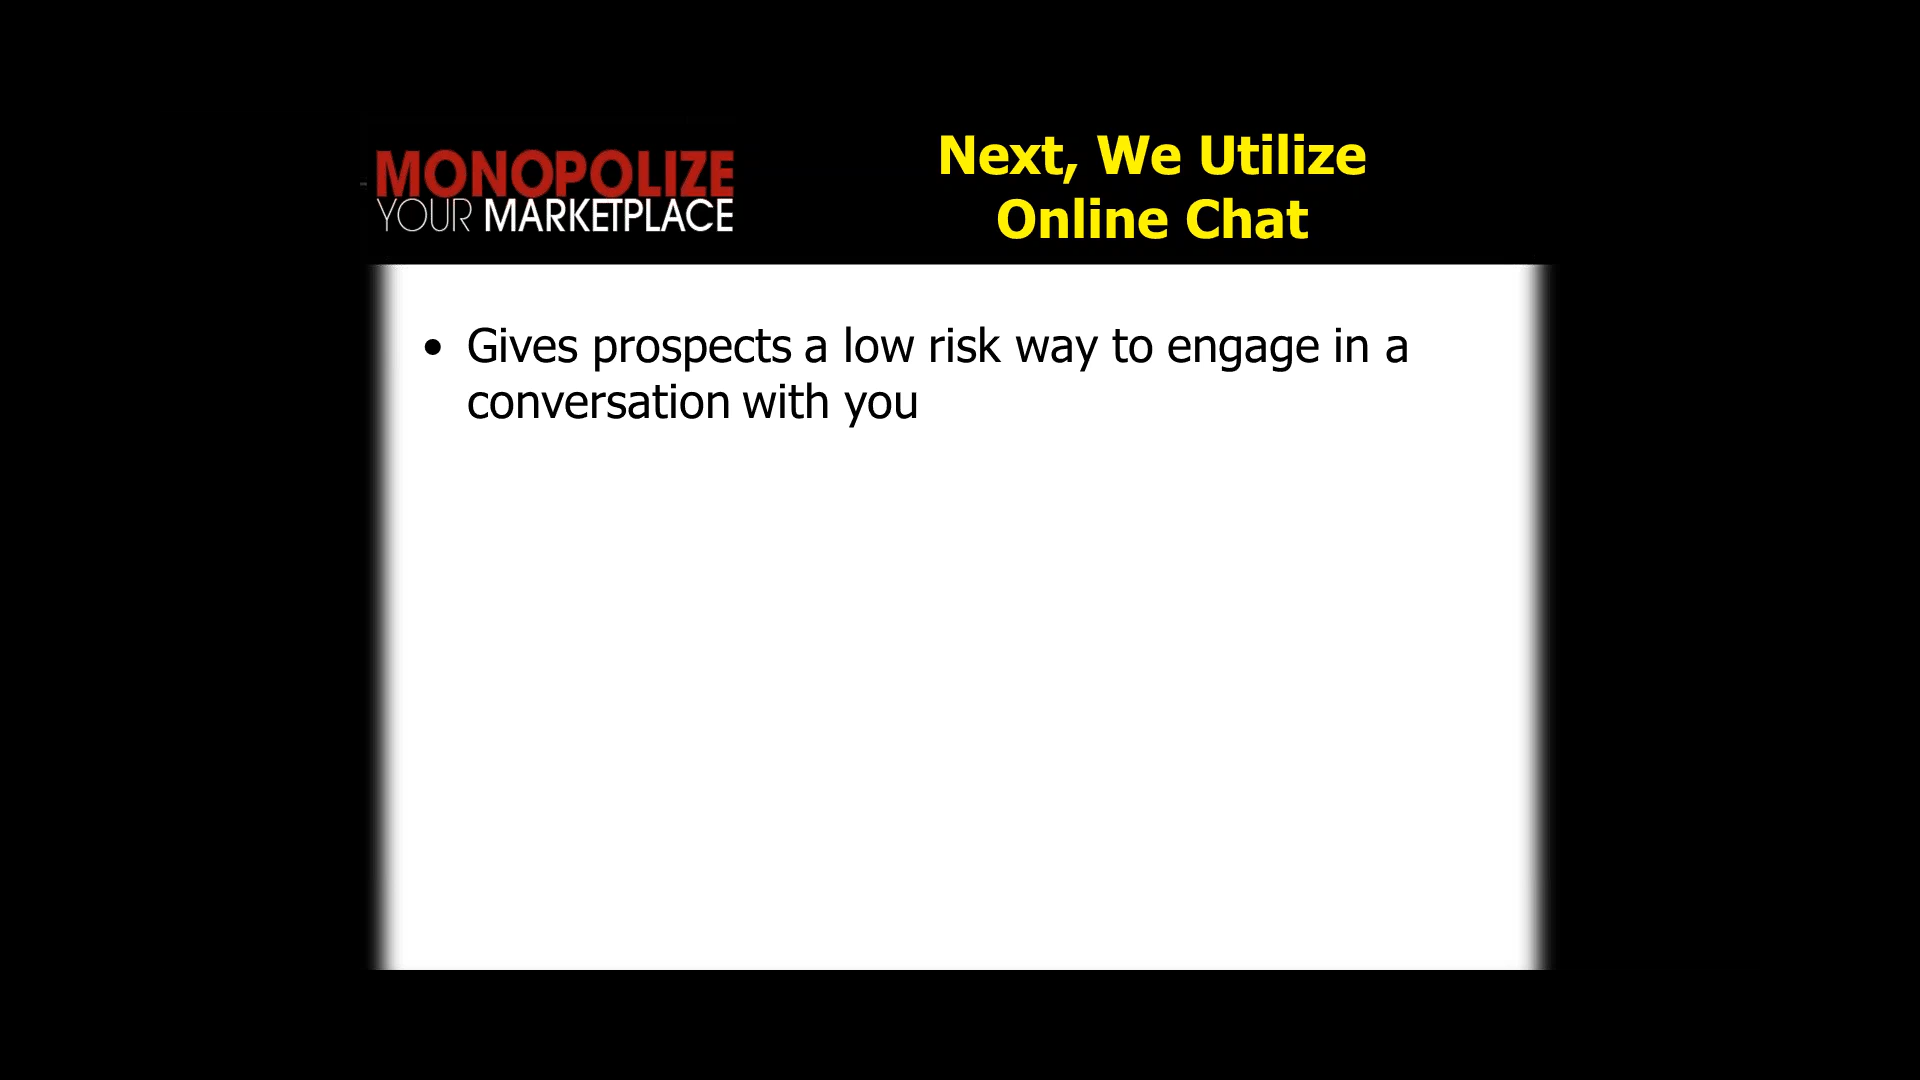 MONOPOLIZE
YOUR MARKETPLACE
Next, We Utilize
Online Chat
• Gives prospects a low risk way to engage in a
conversation with you